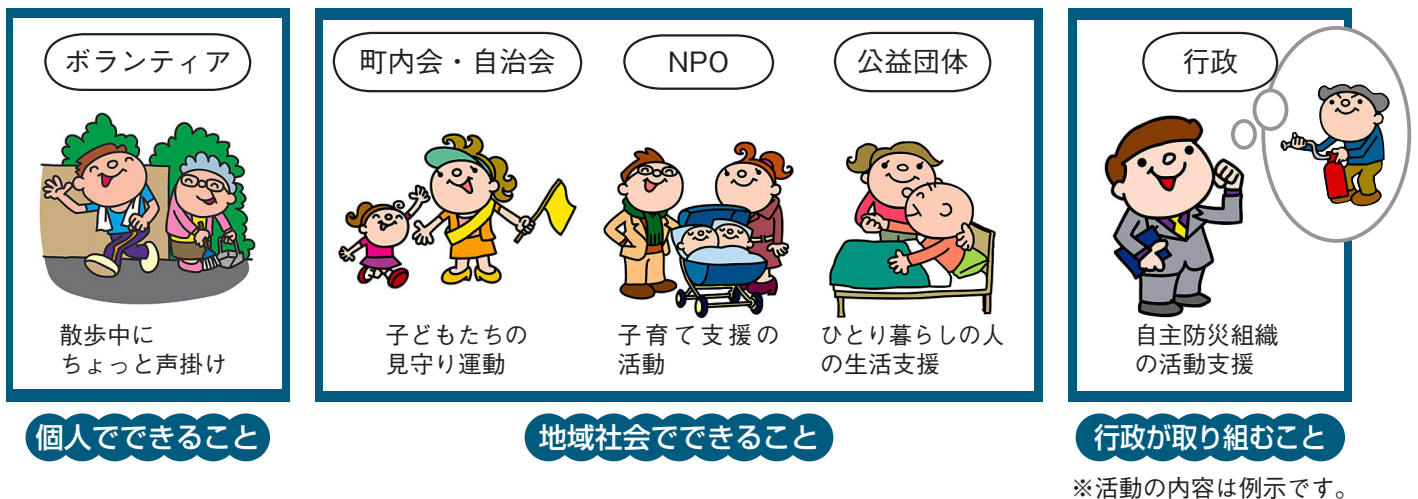 ボランティア
散歩中に
ちょっと声掛け
個人でできること
町内会・自治会
子どもたちの
見守り運動
NPO
子育て支援の
活動
公益団体
ひとり暮らしの人
の生活支援
地域社会でできること
行政
自主防災組織
の活動支援
行政が取り組むこと
※活動の内容は例示です。